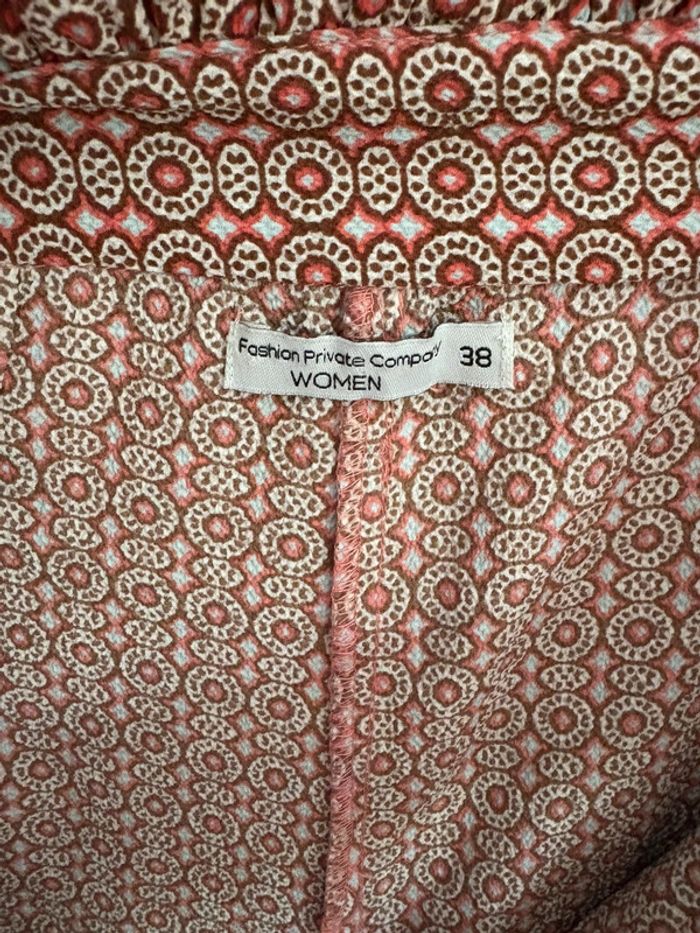 Fashion Private Company 38
WOMEN